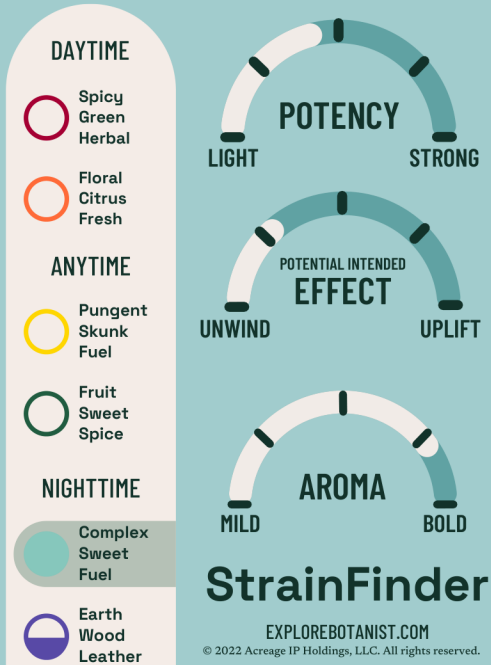 DAYTIME
Spicy
Green
Herbal
Floral
Citrus
Fresh
ANYTIME
Pungent
Skunk
Fuel
Fruit
Sweet
Spice
NIGHTTIME
Complex
Sweet
Fuel
Earth
Wood
Leather
POTENCY
LIGHT
STRONG
POTENTIAL INTENDED
EFFECT
UNWIND
UPLIFT
AROMA
MILD
BOLD
StrainFinder
EXPLOREBOTANIST.COM
© 2022 Acreage IP Holdings, LLC. All rights reserved.